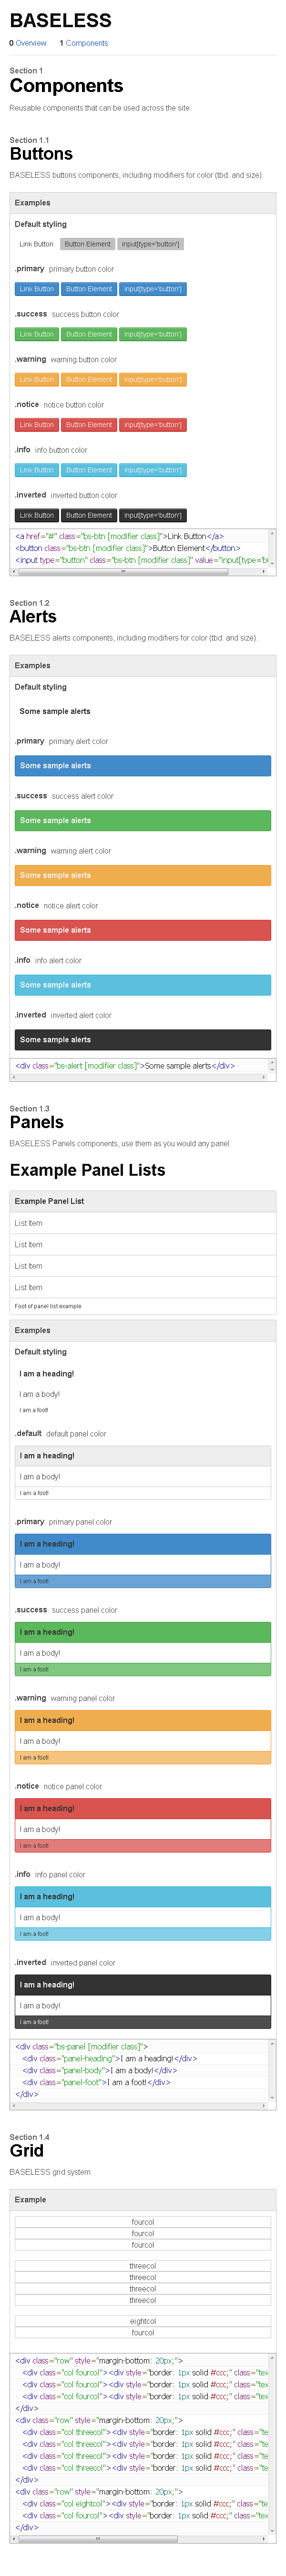 BASELESS
0 Overview 1 Components
Section 1
Components
Reusable components that can be used across the site.
Section 1.1
Buttons
BASELESS buttons components, including modifiers for color (tbd: and size).
Examples
Default styling
Link Button Button Element input[type='button']
.primary primary button color
Link Button Button Element input[type='button']
.success success button color
Link Button Button Element input[type='button']
.warning warning button color
Link Button Button Element input[type='button']
.notice notice button color
Link Button Button Element input[type='button']
.info info button color
Link Button Button Element input[type='button']
.inverted inverted button color
Link Button Button Element input[type='button']
<a href="#" class="bs-btn [modifier class]">Link Button</a>
<button class="bs-btn [modifier class]">Button Element</button>
<input type="button" class="bs-btn [modifier class]" value="input[type='bu
Section 1.2
Alerts
BASELESS alerts components, including modifiers for color (tbd: and size).
Examples
Default styling
Some sample alerts
.primary primary alert color
Some sample alerts
.success success alert color
Some sample alerts
.warning warning alert color
Some sample alerts
.notice notice alert color
Some sample alerts
.info info alert color
Some sample alerts
.inverted inverted alert color
Some sample alerts
<div class="bs-alert [modifier class]">Some sample alerts</div>
Section 1.3
Panels
BASELESS Panels components, use them as you would any panel.
Example Panel Lists
Example Panel List
List Item
List Item
List Item
List Item
Foot of panel list example
Examples
Default styling
I am a heading!
I am a body!
I am a foot!
.default default panel color
I am a heading!
I am a body!
I am a foot!
.primary primary panel color
I am a heading!
I am a body!
I am a foot!
.success success panel color
I am a heading!
I am a body!
I am a foot!
.warning warning panel color
I am a heading!
I am a body!
I am a foot!
.notice notice panel color
I am a heading!
I am a body!
I am a foot!
.info info panel color
I am a heading!
I am a body!
I am a foot!
.inverted inverted panel color
I am a heading!
I am a body!
I am a foot!
<div class="bs-panel [modifier class]">
<div class="panel-heading">I am a heading!</div>
<div class="panel-body">I am a body!</div>
<div class="panel-foot">I am a foot!</div>
</div>
Section 1.4
Grid
BASELESS grid system
Example
fourcol
fourcol
fourcol
threecol
threecol
threecol
threecol
eightcol
fourcol
<div class="row" style="margin-bottom: 20px;">
<div class="col fourcol"><div style="border: 1px solid #ccc;" class="tex
<div class="col fourcol"><div style="border: 1px solid #ccc;" class="tex
<div class="col fourcol"><div style="border: 1px solid #ccc;" class="tex
</div>
<div class="row" style="margin-bottom: 20px;">
<div class="col threecol"><div style="border: 1px solid #ccc;" class="te
<div class="col threecol"><div style="border: 1px solid #ccc;" class="te
<div class="col threecol"><div style="border: 1px solid #ccc;" class="te
<div class="col threecol"><div style="border: 1px solid #ccc;" class="te
</div>
<div class="row" style="margin-bottom: 20px;">
<div class="col eightcol"><div style="border: 1px solid #ccc;" class="te
<div class="col fourcol"><div style="border: 1px solid #ccc;" class="tex
</div>